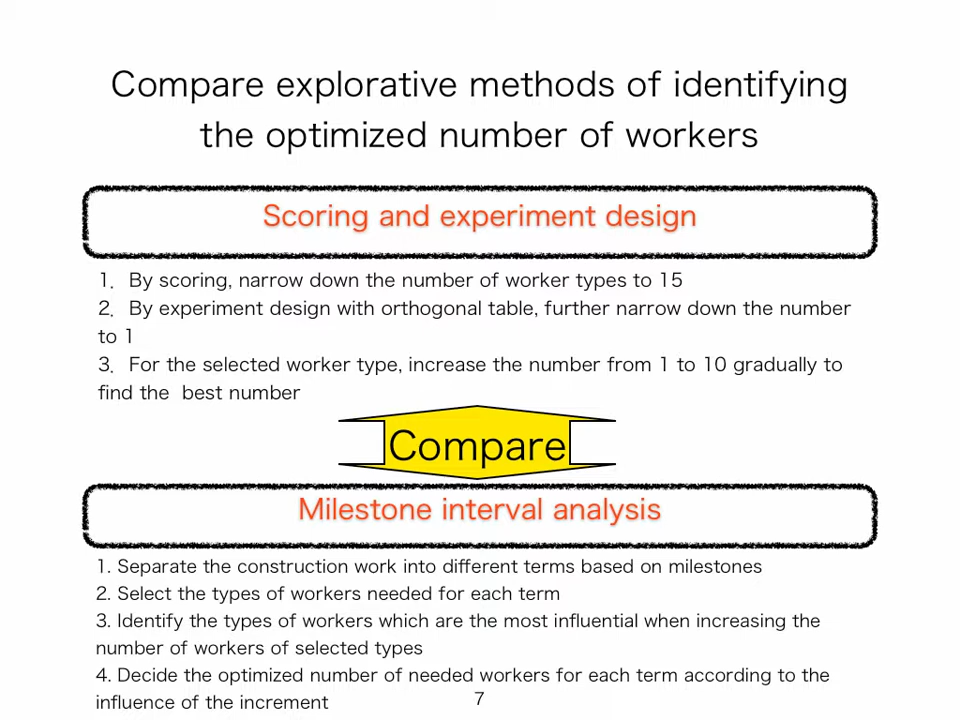 Compare explorative methods of identifying
the optimized number of workers
Scoring and experiment design
1. By scoring, narrow down the number of worker types to 15
2. By experiment design with orthogonal table, further narrow down the number
to 1
3. For the selected worker type, increase the number from 1 to 10 gradually to
find the best number
Compare
Milestone interval analysis
1. Separate the construction work into different terms based on milestones
2. Select the types of workers needed for each term
3. Identify the types of workers which are the most influential when increasing the
number of workers of selected types
4. Decide the optimized number of needed workers for each term according to the
influence of the increment
7